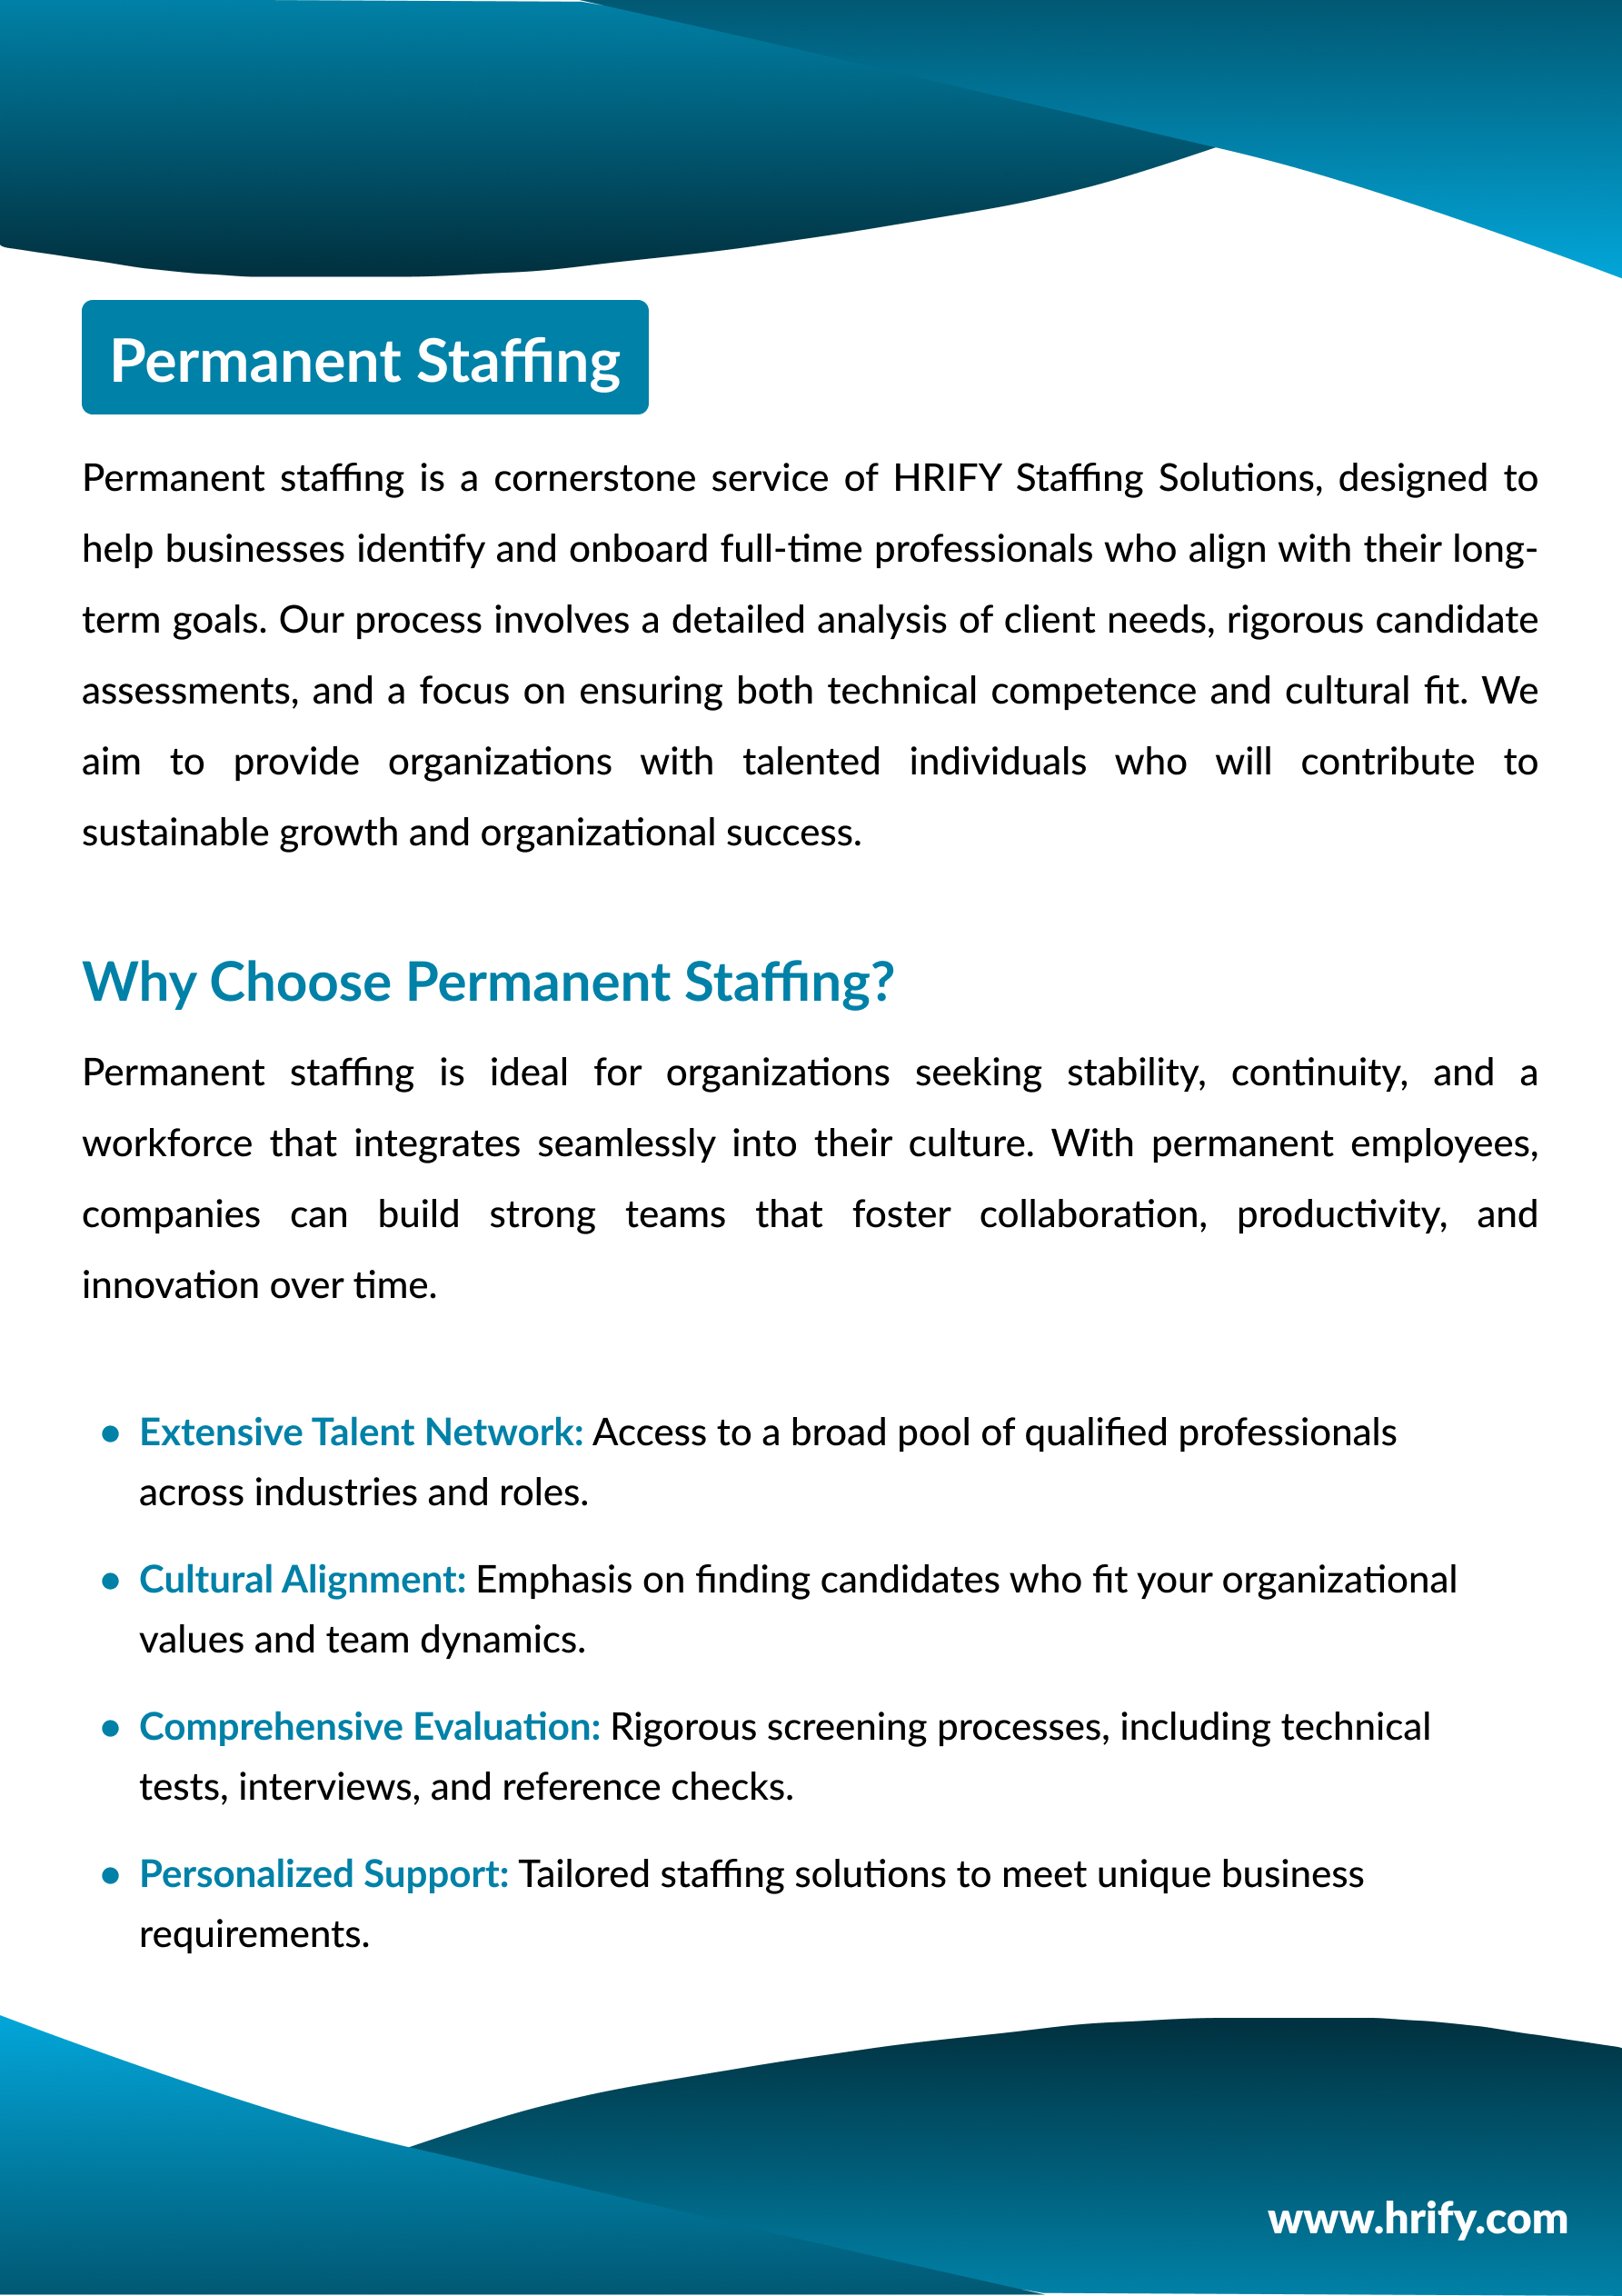 Permanent Staffing
Permanent staffing is a cornerstone service of HRIFY Staffing Solutions, designed to
help businesses identify and onboard full-time professionals who align with their long-
term goals. Our process involves a detailed analysis of client needs, rigorous candidate
assessments, and a focus on ensuring both technical competence and cultural fit. We
aim to provide organizations with talented individuals who will contribute to
sustainable growth and organizational success.
Why Choose Permanent Staffing?
Permanent staffing is ideal for organizations seeking stability, continuity, and a
workforce that integrates seamlessly into their culture. With permanent employees,
companies can build strong teams that foster collaboration, productivity, and
innovation over time.
● Extensive Talent Network: Access to a broad pool of qualified professionals
across industries and roles.
● Cultural Alignment: Emphasis on finding candidates who fit your organizational
values and team dynamics.
● Comprehensive Evaluation: Rigorous screening processes, including technical
tests, interviews, and reference checks.
● Personalized Support: Tailored staffing solutions to meet unique business
requirements.
www.hrify.com